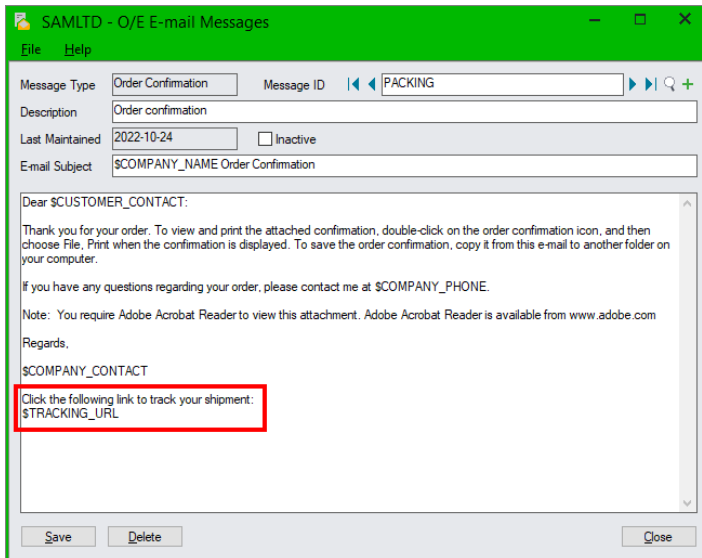 SAMLTD - O/E E-mail Messages
File Help
Message Type Order Confirmation Message ID PACKING
Description Order confirmation
Last Maintained 2022-10-24 Inactive
E-mail Subject $COMPANY_NAME Order Confirmation
Dear $CUSTOMER_CONTACT:
Thank you for your order. To view and print the attached confirmation, double-click on the order confirmation icon, and then
choose File, Print when the confirmation is displayed. To save the order confirmation, copy it from this e-mail to another folder on
your computer.
If you have any questions regarding your order, please contact me at $COMPANY_PHONE.
Note: You require Adobe Acrobat Reader to view this attachment. Adobe Acrobat Reader is available from www.adobe.com
Regards,
$COMPANY_CONTACT
Click the following link to track your shipment:
$TRACKING_URL
Save Delete Close